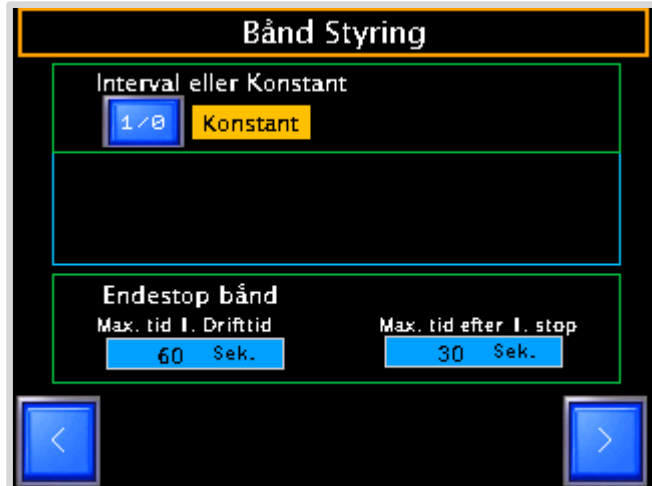 Bånd Styring
Interval eller Konstant
1/0 Konstant
Endestop bånd
Max. tid I. Drifttid Max. tid efter I. stop
60 Sek. 30 Sek.
< >